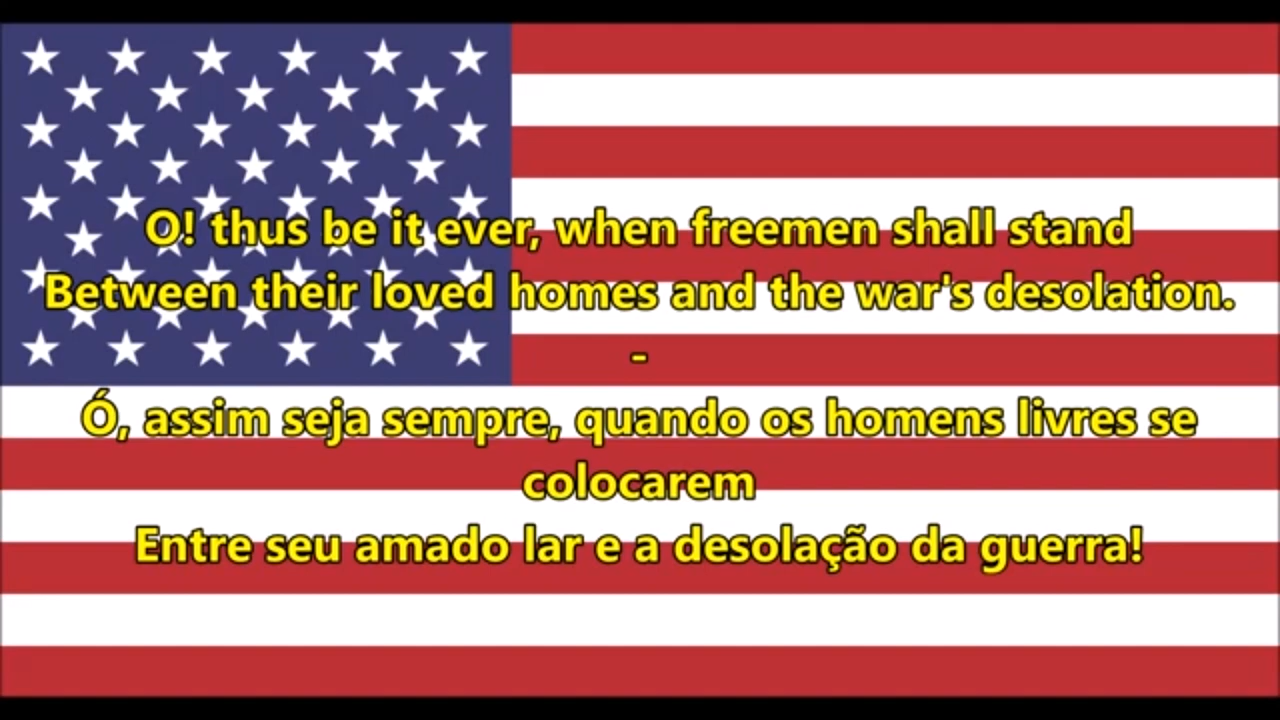 O! thus be it ever, when freemen shall stand
Between their loved homes and the war's desolation.
-
Ó, assim seja sempre, quando os homens livres se
colocarem
Entre seu amado lar e a desolação da guerra!